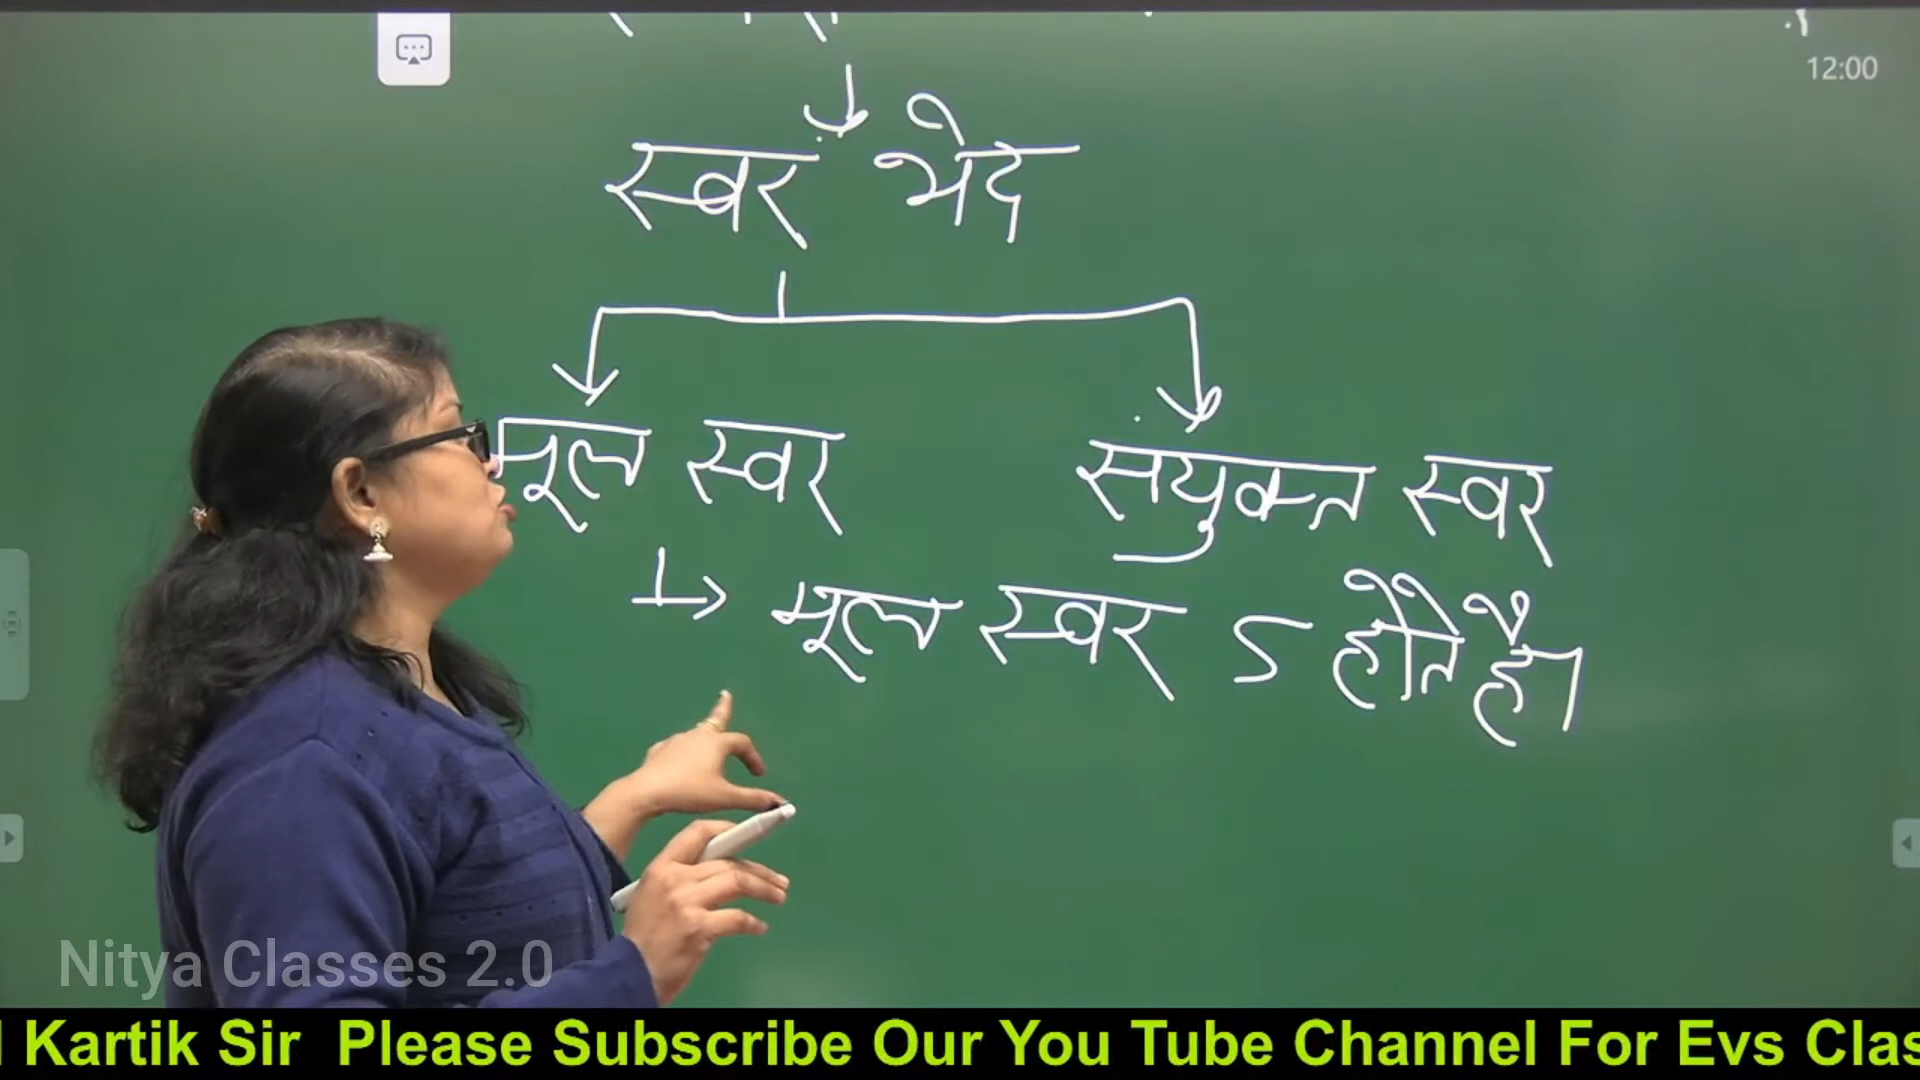 12:00
स्वर भेद
मूल स्वर
संयुक्त स्वर
मूल स्वर 5 होते है।
Nitya Classes 2.0
Kartik Sir Please Subscribe Our You Tube Channel For Evs Clas